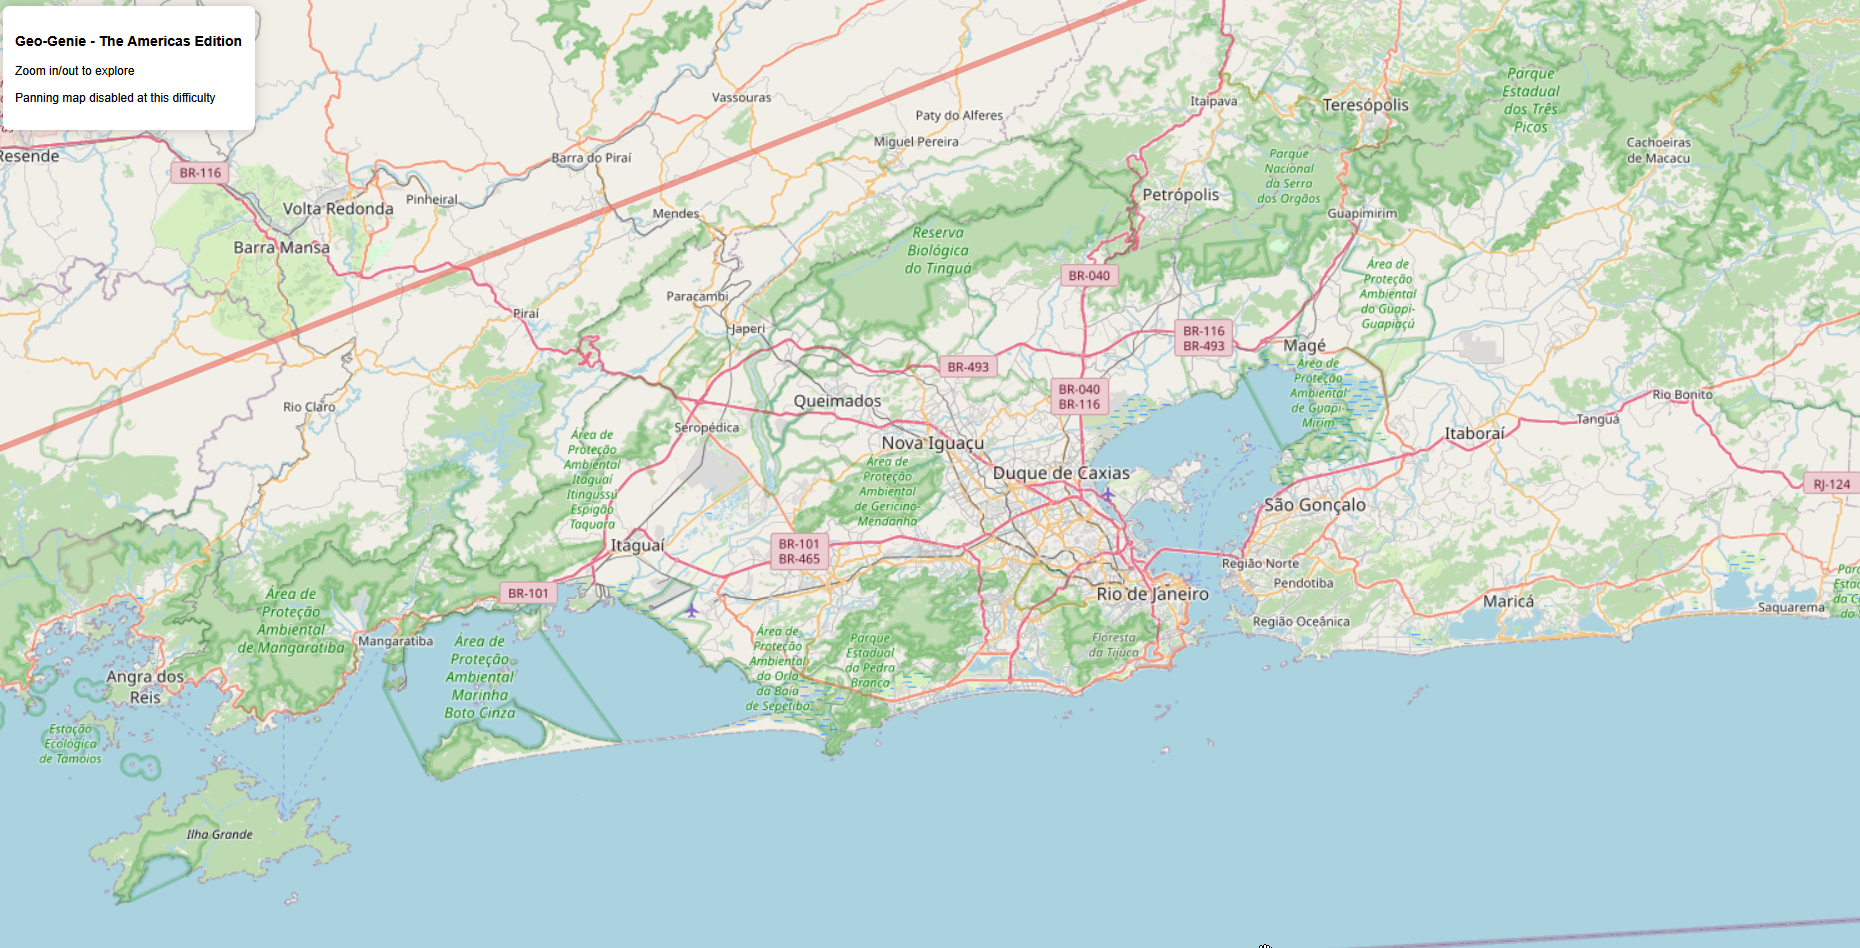 Geo-Genie - The Americas Edition
Zoom in/out to explore
Panning map disabled at this difficulty
Resende
BR-116
Volta Redonda
Barra Mansa
Pinheiral
Barra do Piraí
Vassouras
Paty do Alferes
Miguel Pereira
Mendes
Paracambi
Piraí
Japeri
Rio Claro
Itaipava
Teresópolis
Parque
Estadual
dos Três
Picos
Cachoeiras
de Macacu
Parque
Nacional
da Serra
dos Órgãos
Petrópolis
Guapimirim
Reserva
Biológica
do Tinguá
BR-040
Área de
Proteção
Ambiental
do Guapi-
Guapiaçu
BR-116
BR-493
Magé
BR-493
BR-040
BR-116
Área de
Proteção
Ambiental
de Guapi-
Mirim
Queimados
Seropédica
Nova Iguaçu
Duque de Caxias
Rio Bonito
Tanguá
Itaboraí
RJ-124
São Gonçalo
Área de
Proteção
Ambiental
Itaguaí
Itingussú
Espigão
Taquara
Área de
Proteção
Ambiental
de Gericinó-
Mendanha
Itaguaí
BR-101
BR-465
BR-101
Região Norte
Pendotiba
Rio de Janeiro
Região Oceânica
Maricá
Saquarema
Área de
Proteção
Ambiental
de Mangaratiba
Mangaratiba
Área de
Proteção
Ambiental
Marinha
Boto Cinza
Área de
Proteção
Ambiental
da Orla
da Baía
de Sepetiba
Parque
Estadual
da Pedra
Branca
Floresta
da Tijuca
Angra dos
Reis
Estação
Ecológica
de Tamoios
Ilha Grande